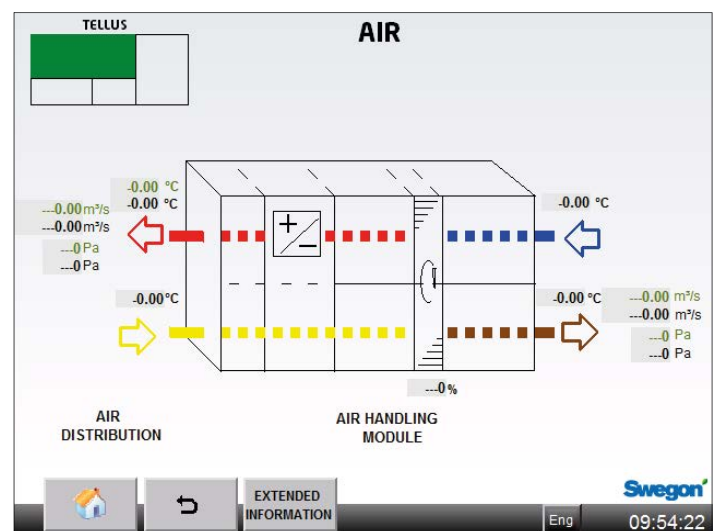 TELLUS
AIR
-0.00 °C
-0.00 °C
---0.00 m³/s
---0.00 m³/s
---0 Pa
---0 Pa
+
−
-0.00 °C
-0.00°C
-0.00 °C
---0.00 m³/s
---0.00 m³/s
---0 Pa
---0 Pa
---0 %
AIR
DISTRIBUTION
AIR HANDLING
MODULE
EXTENDED
INFORMATION
Swegon
Eng
09:54:22